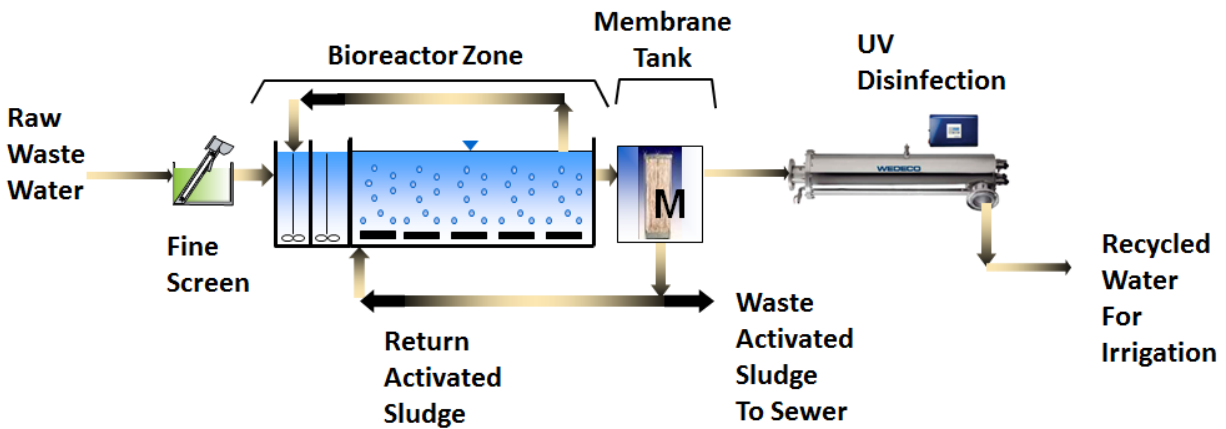 Raw
Waste
Water
Fine
Screen
Bioreactor Zone
Membrane
Tank
M
UV
Disinfection
WEDECO
Return
Activated
Sludge
Waste
Activated
Sludge
To Sewer
Recycled
Water
For
Irrigation